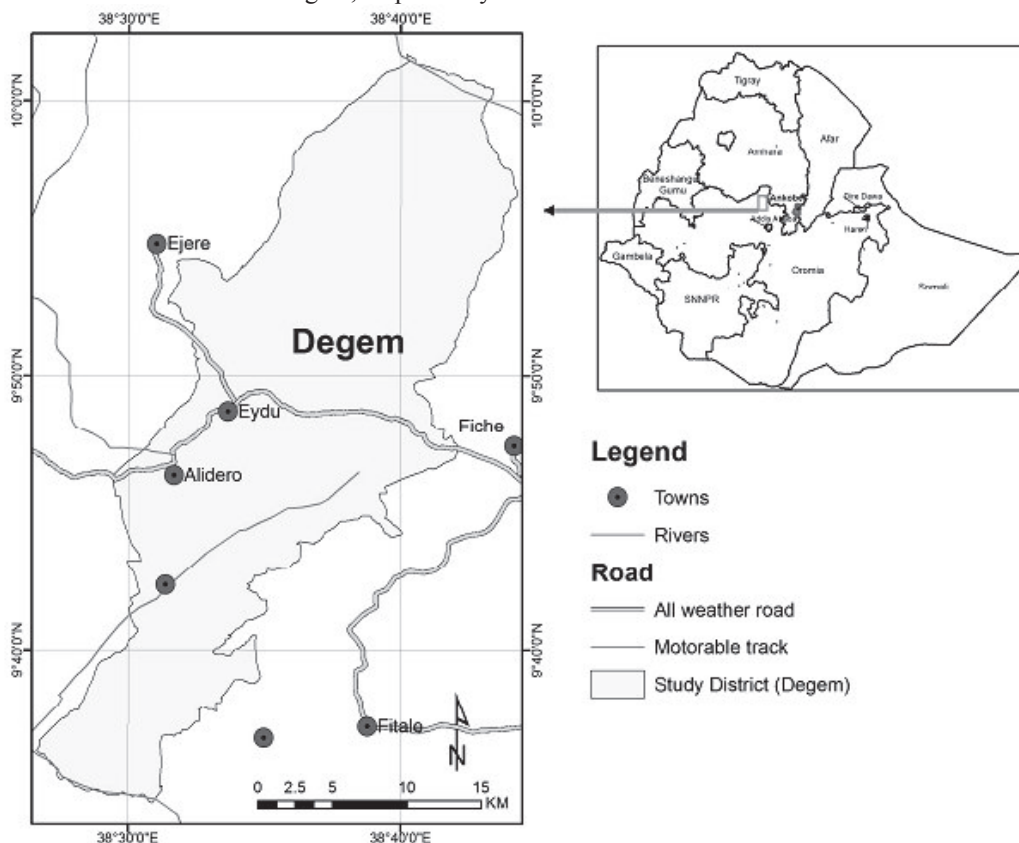 38°30'0"E
38°40'0"E
10°0'0"N
10°0'0"N
Ejere
Degem
9°50'0"N
9°50'0"N
Eydu
Fiche
Alidero
9°40'0"N
9°40'0"N
Fitale
N
0 2.5 5 10 15
KM
38°30'0"E
38°40'0"E
Tigray
Afar
Amhara
Beneshangul
Gumu
Ankober
Dire Dawa
Addis Ababa
Harari
Gambela
Oromia
SNNPR
Somali
Legend
Towns
Rivers
Road
All weather road
Motorable track
Study District (Degem)